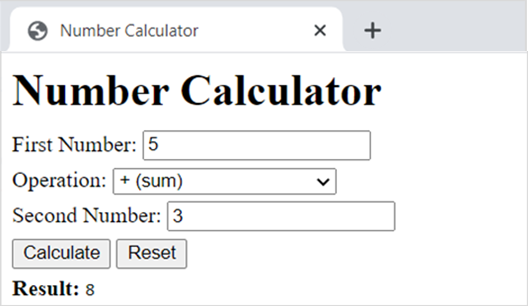 Number Calculator
Number Calculator
First Number: 5
Operation: + (sum)
Second Number: 3
Calculate Reset
Result: 8